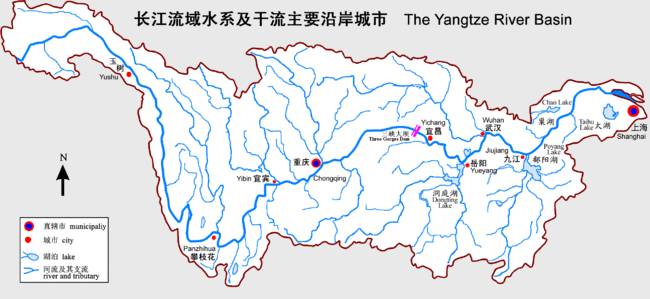 长江流域水系及干流主要沿岸城市 The Yangtze River Basin
玉树
Yushu
Yibin 宜宾
Panzhihua
攀枝花
重庆
Chongqing
峡大坝
Three Gorges Dam
Yichang
宜昌
Wuhan
武汉
岳阳
Yueyang
洞庭湖
Dongting
Lake
Jiujiang
九江
Poyang
Lake
鄱阳湖
Chao Lake
巢湖
Taihu
Lake
太湖
上海
Shanghai
N
直辖市 municipaliy
城市 city
湖泊 lake
河流及其支流
river and tributary